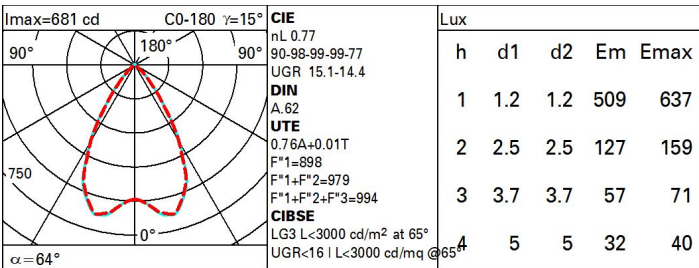 Imax=681 cd C0-180 γ=15°
90° 180° 90°
750
0°
α=64°
CIE
nL 0.77
90-98-99-99-77
UGR 15.1-14.4
DIN
A.62
UTE
0.76A+0.01T
F"1=898
F"1+F"2=979
F"1+F"2+F"3=994
CIBSE
LG3 L<3000 cd/m² at 65°
UGR<16 | L<3000 cd/mq @65°
Lux
h d1 d2 Em Emax
1 1.2 1.2 509 637
2 2.5 2.5 127 159
3 3.7 3.7 57 71
4 5 5 32 40